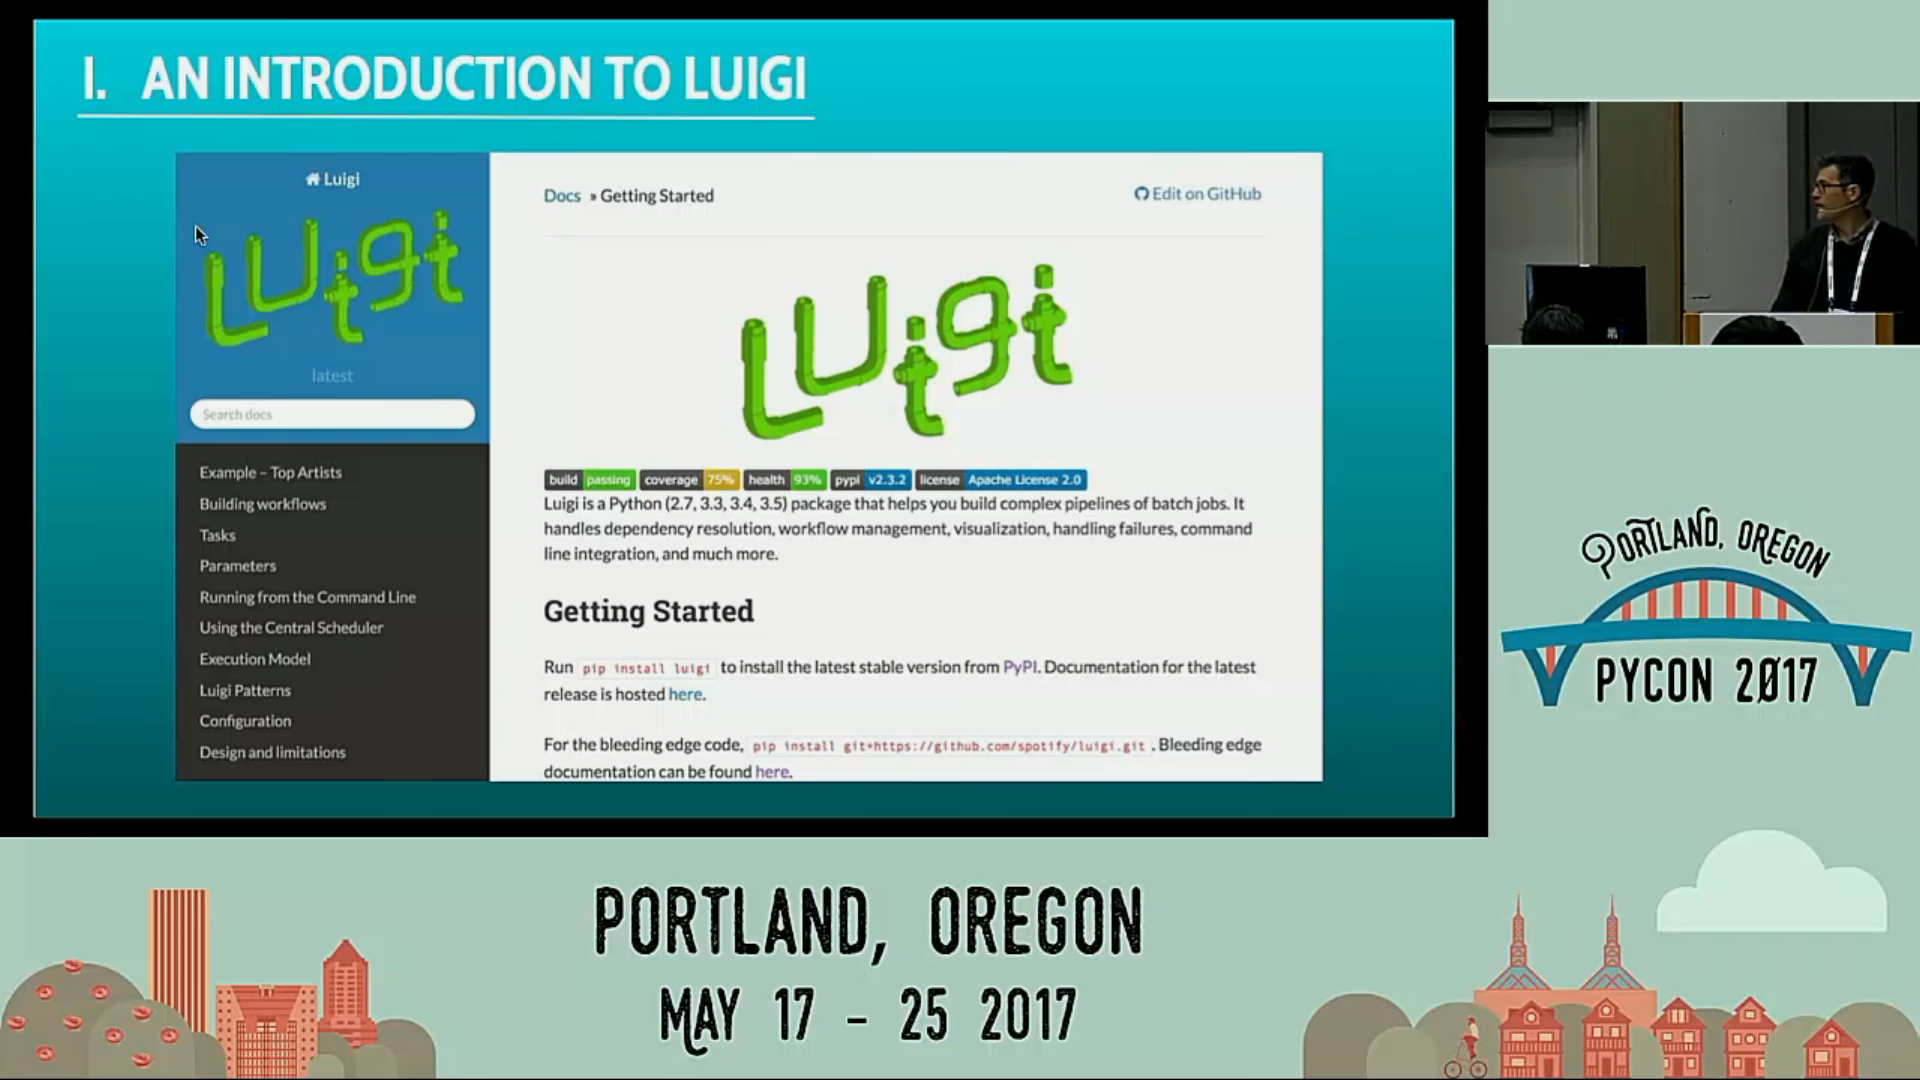 I. AN INTRODUCTION TO LUIGI
Luigi
Luigi
latest
Search docs
Example – Top Artists
Building workflows
Tasks
Parameters
Running from the Command Line
Using the Central Scheduler
Execution Model
Luigi Patterns
Configuration
Design and limitations
Docs » Getting Started
Edit on GitHub
Luigi
build passing coverage 75% health 93% pypi v2.3.2 license Apache License 2.0
Luigi is a Python (2.7, 3.3, 3.4, 3.5) package that helps you build complex pipelines of batch jobs. It
handles dependency resolution, workflow management, visualization, handling failures, command
line integration, and much more.
Getting Started
Run pip install luigi to install the latest stable version from PyPI. Documentation for the latest
release is hosted here.
For the bleeding edge code, pip install git+https://github.com/spotify/luigi.git . Bleeding edge
documentation can be found here.
PORTLAND, OREGON
PYCON 2017
PORTLAND, OREGON
MAY 17 - 25 2017